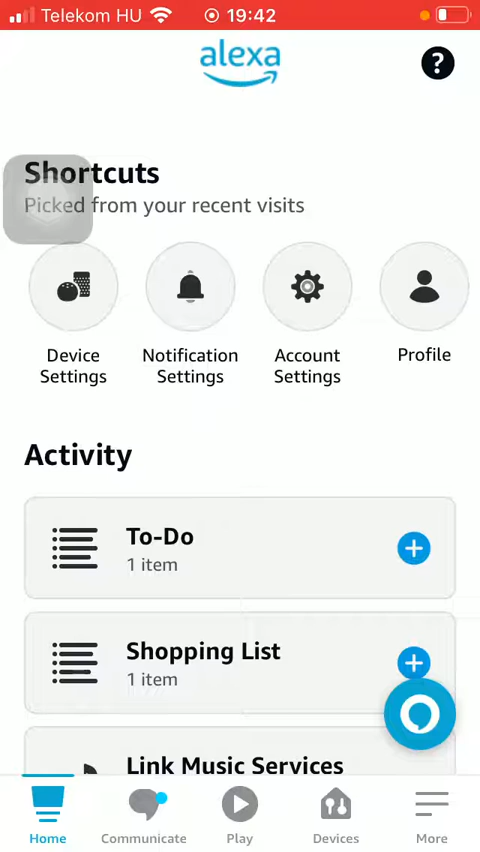 Telekom HU 19:42
alexa
?
Shortcuts
Picked from your recent visits
Device Settings
Notification Settings
Account Settings
Profile
Activity
To-Do
1 item
Shopping List
1 item
Link Music Services
Home
Communicate
Play
Devices
More